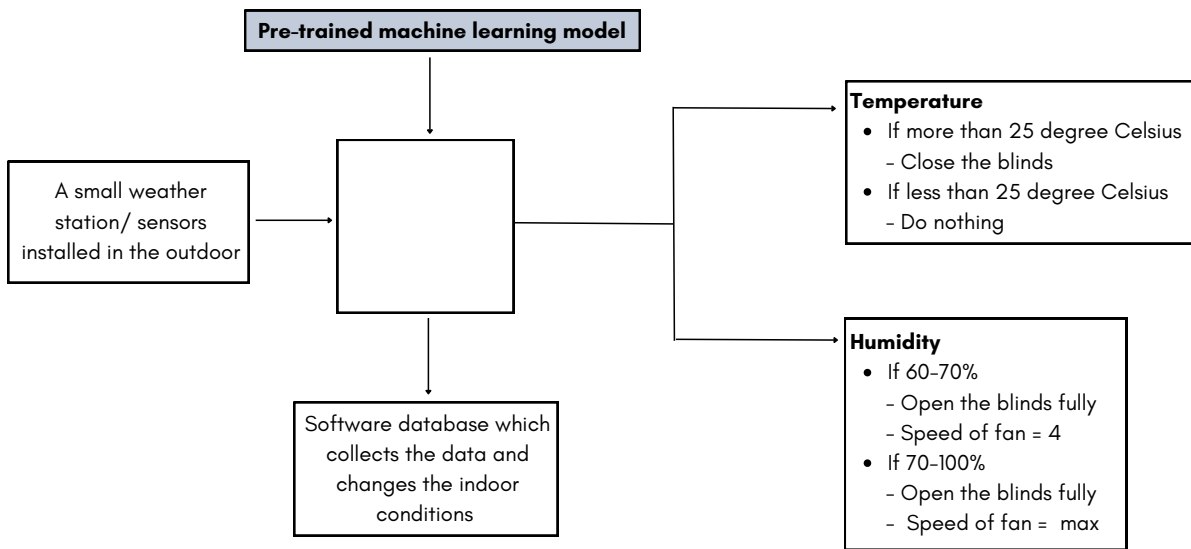 Pre-trained machine learning model
A small weather
station/ sensors
installed in the outdoor
Software database which
collects the data and
changes the indoor
conditions
Temperature
• If more than 25 degree Celsius
- Close the blinds
• If less than 25 degree Celsius
- Do nothing
Humidity
• If 60-70%
- Open the blinds fully
- Speed of fan = 4
• If 70-100%
- Open the blinds fully
- Speed of fan = max